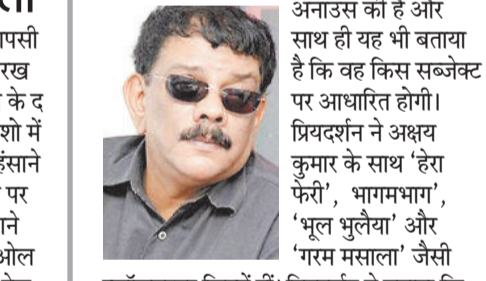 पसी
रख
के द
शो में
हंसाने
पर
ाने
ओल
अनाउंस की है और
साथ ही यह भी बताया
है कि वह किस सब्जेक्ट
पर आधारित होगी।
प्रियदर्शन ने अक्षय
कुमार के साथ ‘हेरा
फेरी’, भागमभाग’,
‘भूल भुलैया’ और
‘गरम मसाला’ जैसी